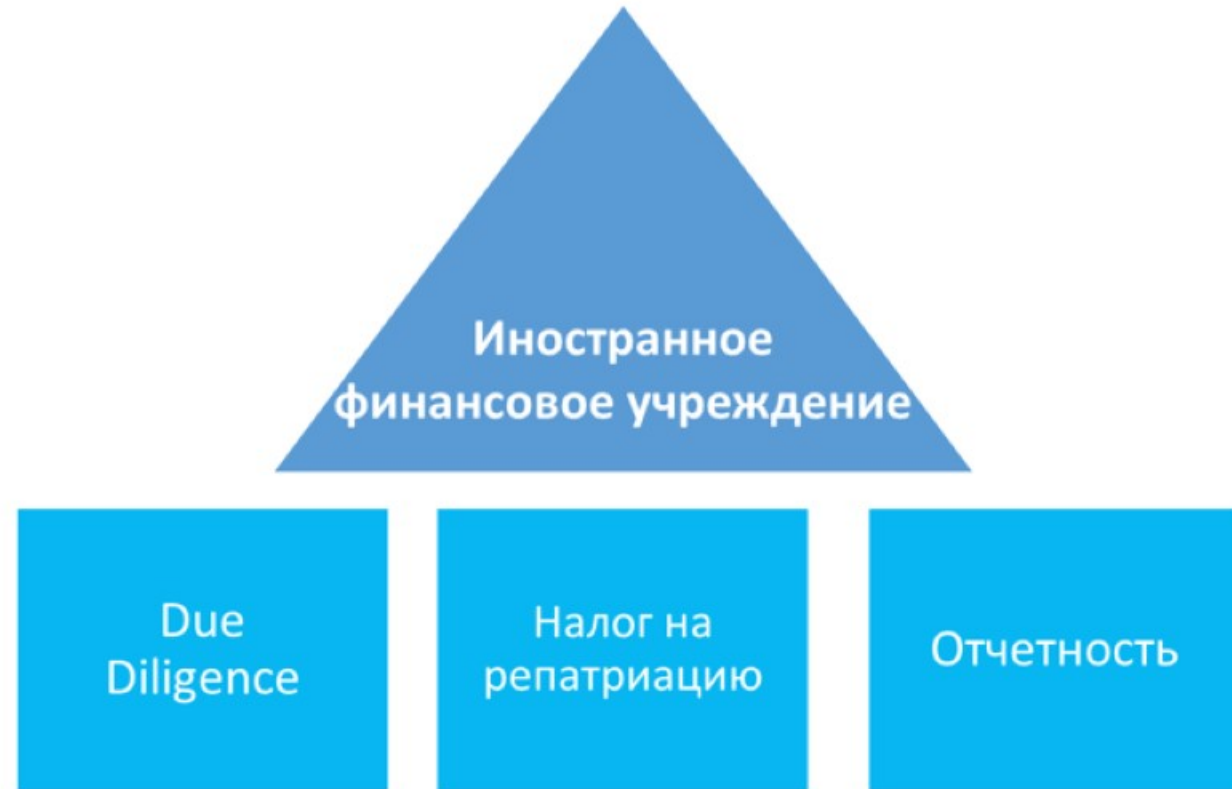 Иностранное
финансовое учреждение
Due
Diligence
Налог на
репатриацию
Отчетность